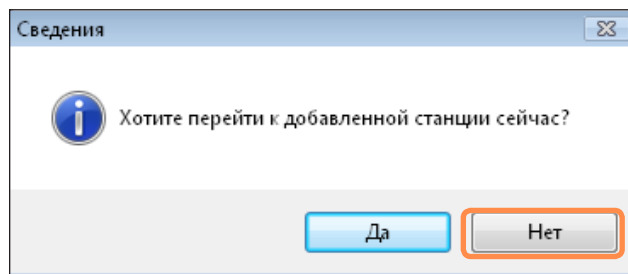 Сведения
Хотите перейти к добавленной станции сейчас?
Да
Нет